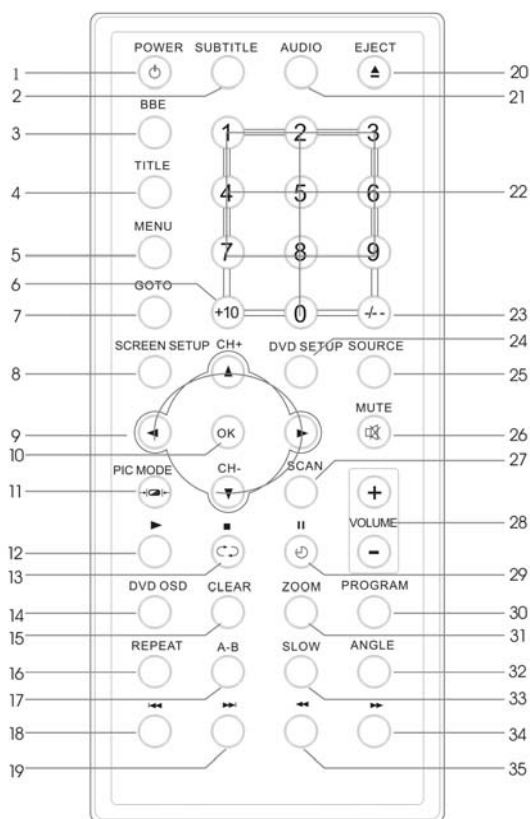 POWER SUBTITLE AUDIO EJECT
1 20
2 21
BBE
3 1 2 3
TITLE
4 4 5 6 22
MENU
5 7 8 9
6
GOTO
7 +10 0 -/-- 23
24
SCREEN SETUP CH+ DVD SETUP SOURCE
8 25
MUTE
9 OK 26
10
27
PIC MODE CH- SCAN
11 + 28
VOLUME
12 - 29
13
DVD OSD CLEAR ZOOM PROGRAM
14 30
15 31
REPEAT A-B SLOW ANGLE
16 32
17 33
18 34
19 35